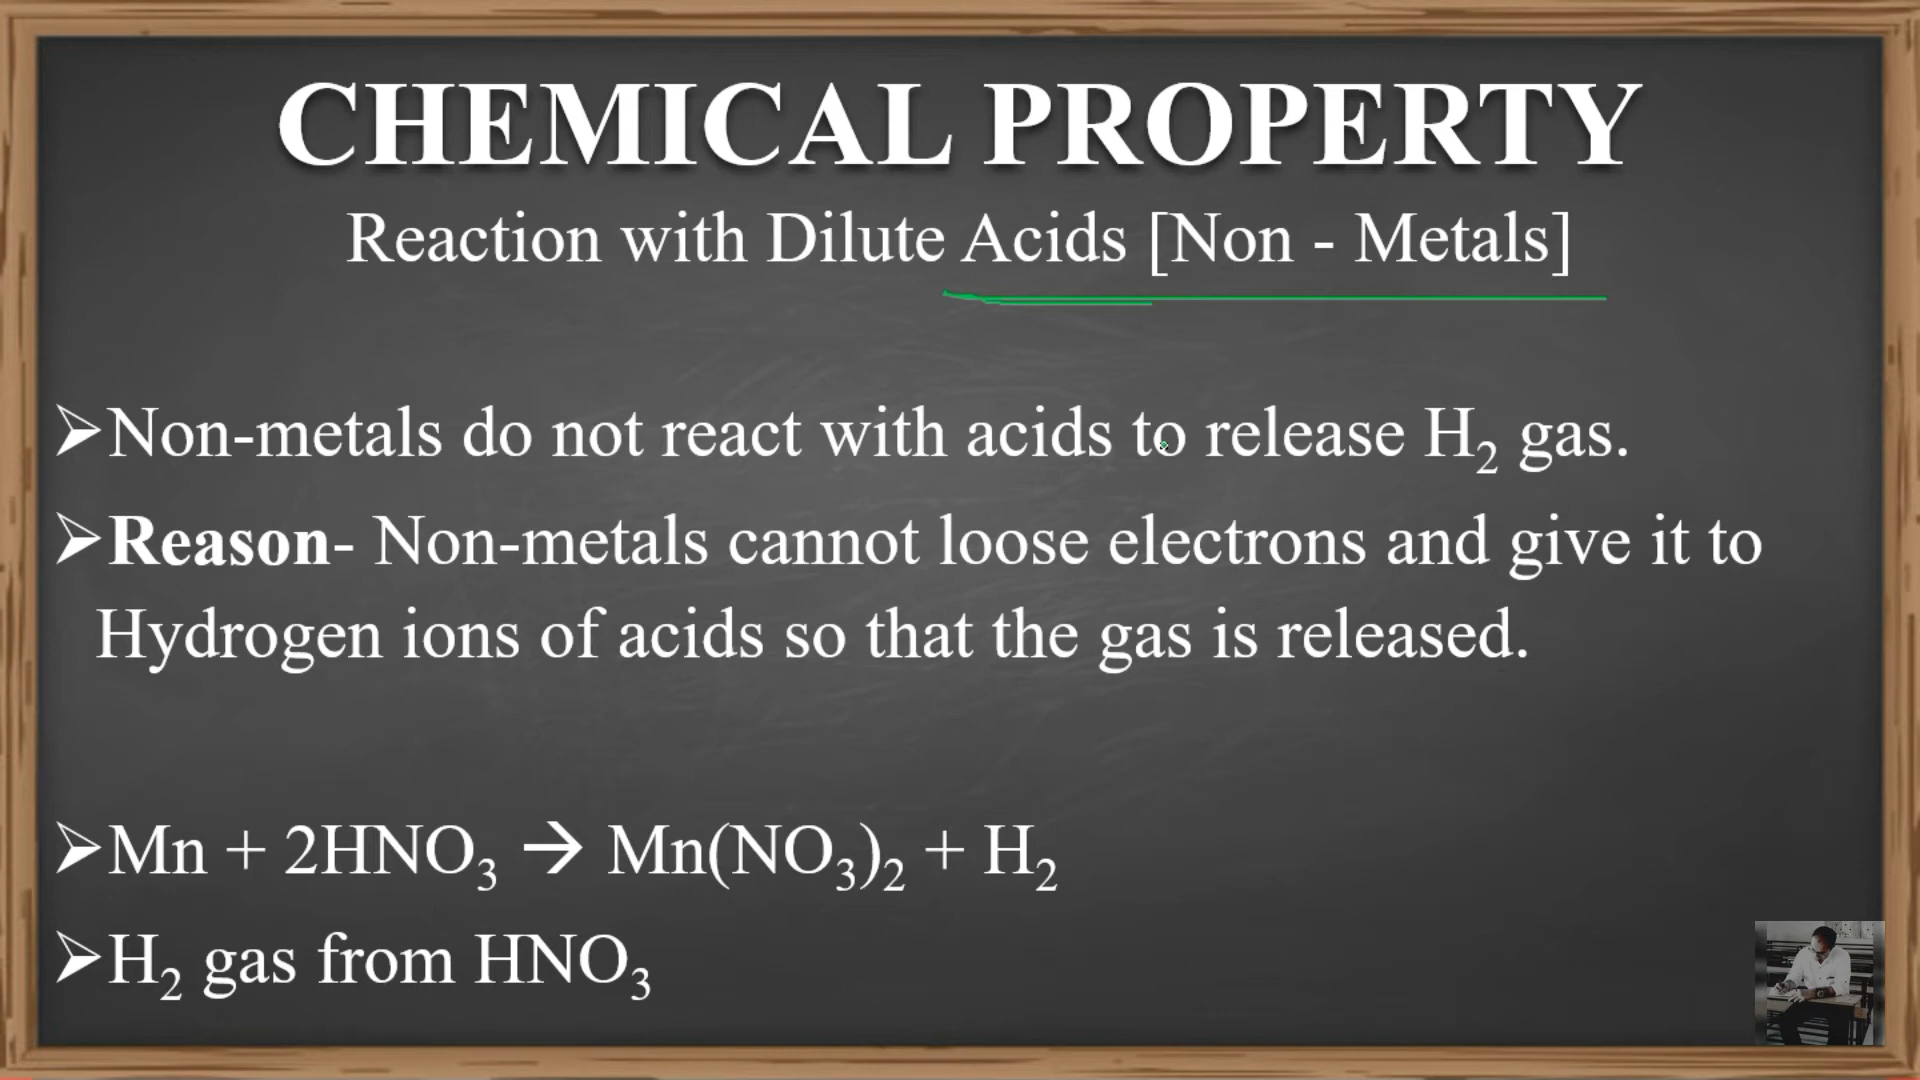 CHEMICAL PROPERTY
Reaction with Dilute Acids [Non - Metals]
➢Non-metals do not react with acids to release H₂ gas.
➢Reason- Non-metals cannot loose electrons and give it to
Hydrogen ions of acids so that the gas is released.
➢Mn + 2HNO₃ → Mn(NO₃)₂ + H₂
➢H₂ gas from HNO₃